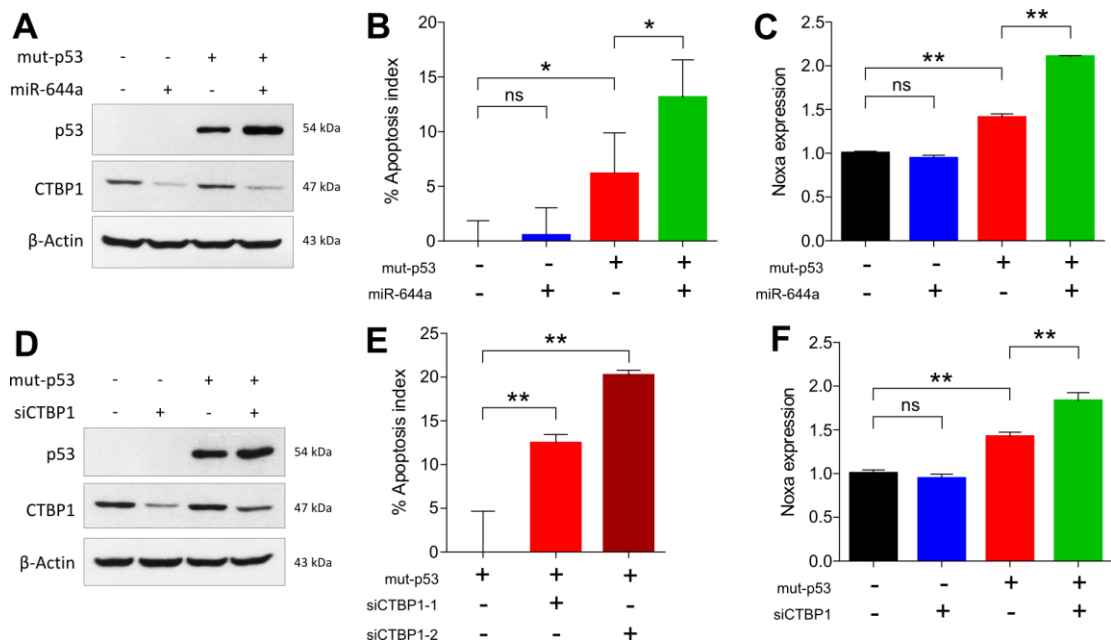 A
mut-p53 - - + +
miR-644a - + - +
p53 54 kDa
CTBP1 47 kDa
β-Actin 43 kDa
B
% Apoptosis index
20
15
10
5
0
ns
*
*
mut-p53 - - + +
miR-644a - + - +
C
Noxa expression
2.5
2.0
1.5
1.0
0.5
0.0
ns
**
**
mut-p53 - - + +
miR-644a - + - +
D
mut-p53 - - + +
siCTBP1 - + - +
p53 54 kDa
CTBP1 47 kDa
β-Actin 43 kDa
E
% Apoptosis index
25
20
15
10
5
0
**
**
mut-p53 + + +
siCTBP1-1 - + -
siCTBP1-2 - - +
F
Noxa expression
2.5
2.0
1.5
1.0
0.5
0.0
ns
**
**
mut-p53 - - + +
siCTBP1 - + - +